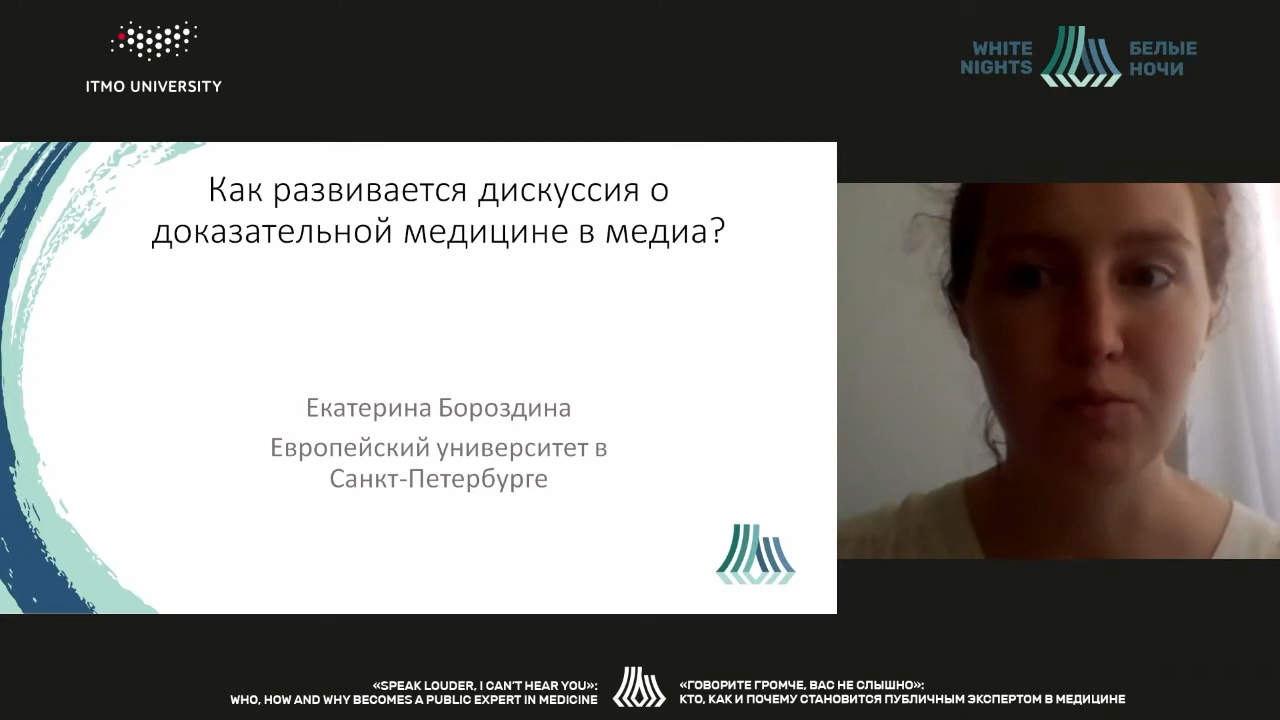 ITMO UNIVERSITY
WHITE
NIGHTS
БЕЛЫЕ
НОЧИ
Как развивается дискуссия о
доказательной медицине в медиа?
Екатерина Бороздина
Европейский университет в
Санкт-Петербурге
«SPEAK LOUDER, I CAN'T HEAR YOU»:
WHO, HOW AND WHY BECOMES A PUBLIC EXPERT IN MEDICINE
«ГОВОРИТЕ ГРОМЧЕ, ВАС НЕ СЛЫШНО»:
КТО, КАК И ПОЧЕМУ СТАНОВИТСЯ ПУБЛИЧНЫМ ЭКСПЕРТОМ В МЕДИЦИНЕ